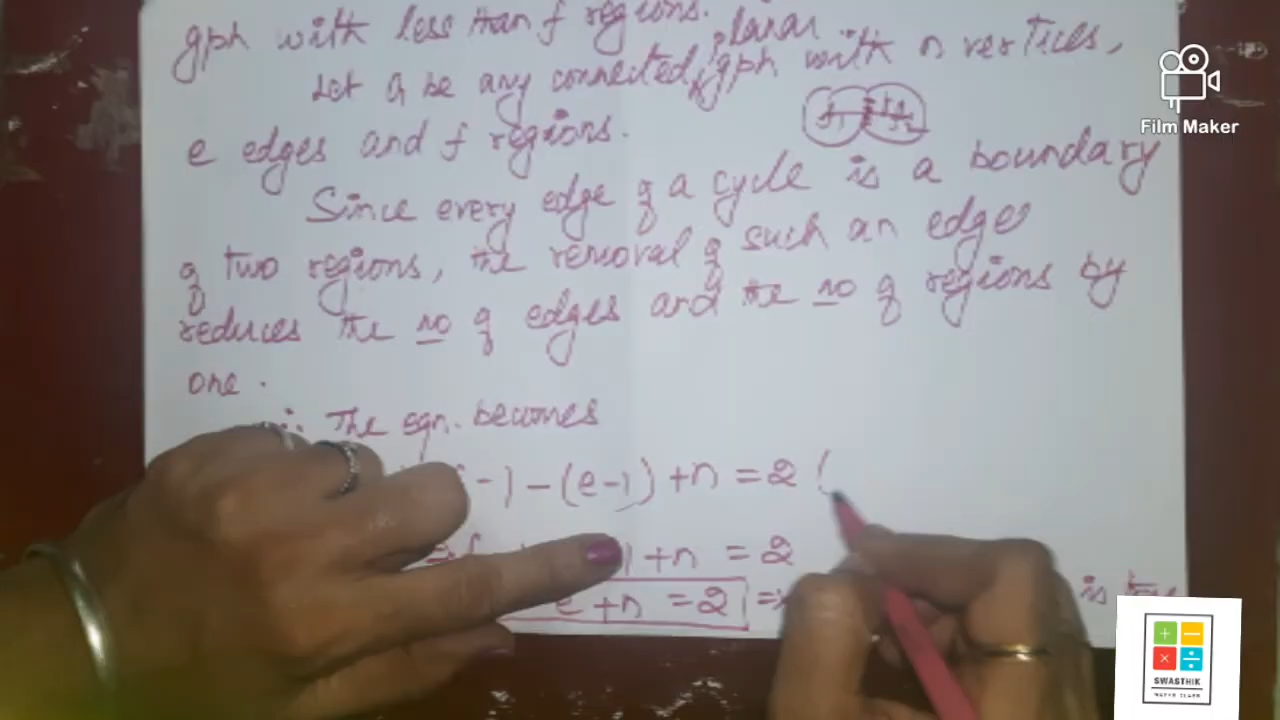 gph with less than f regions.
Let G be any connected planar gph with n vertices,
e edges and f regions.
Since every edge of a cycle is a boundary
of two regions, the removal of such an edge
reduces the no of edges and the no of regions by
one.
∴ The eqn. becomes
-1 - (e-1) + n = 2 (
+n = 2
e + n = 2 ⇒ is
Film Maker
SWASTHIK